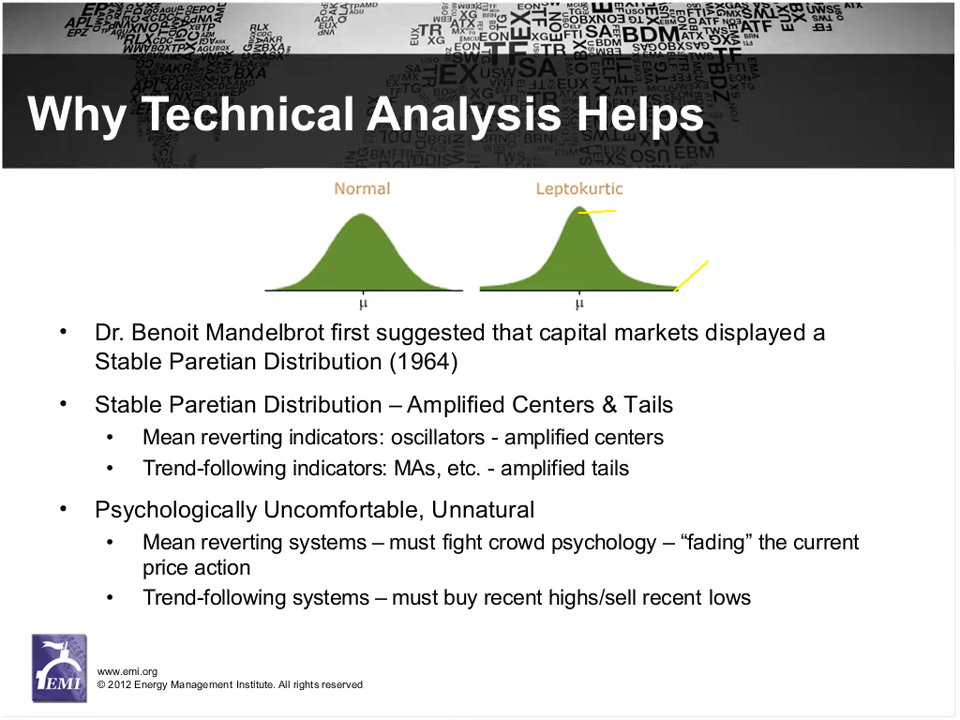 Why Technical Analysis Helps
Normal
Leptokurtic
μ
μ
• Dr. Benoit Mandelbrot first suggested that capital markets displayed a
Stable Paretian Distribution (1964)
• Stable Paretian Distribution – Amplified Centers & Tails
• Mean reverting indicators: oscillators - amplified centers
• Trend-following indicators: MAs, etc. - amplified tails
• Psychologically Uncomfortable, Unnatural
• Mean reverting systems – must fight crowd psychology – “fading” the current
price action
• Trend-following systems – must buy recent highs/sell recent lows
EMI
www.emi.org
© 2012 Energy Management Institute. All rights reserved